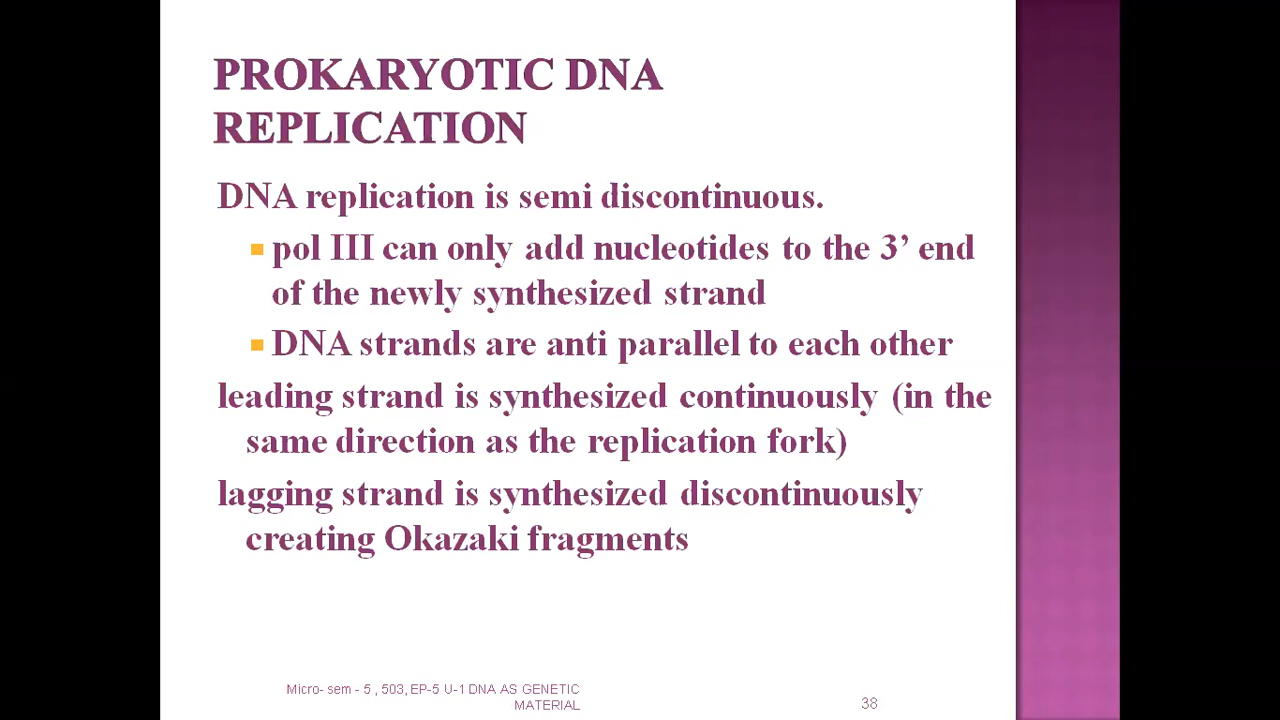 PROKARYOTIC DNA
REPLICATION
DNA replication is semi discontinuous.
pol III can only add nucleotides to the 3’ end
of the newly synthesized strand
DNA strands are anti parallel to each other
leading strand is synthesized continuously (in the
same direction as the replication fork)
lagging strand is synthesized discontinuously
creating Okazaki fragments
Micro- sem - 5 , 503, EP-5 U-1 DNA AS GENETIC
MATERIAL
38